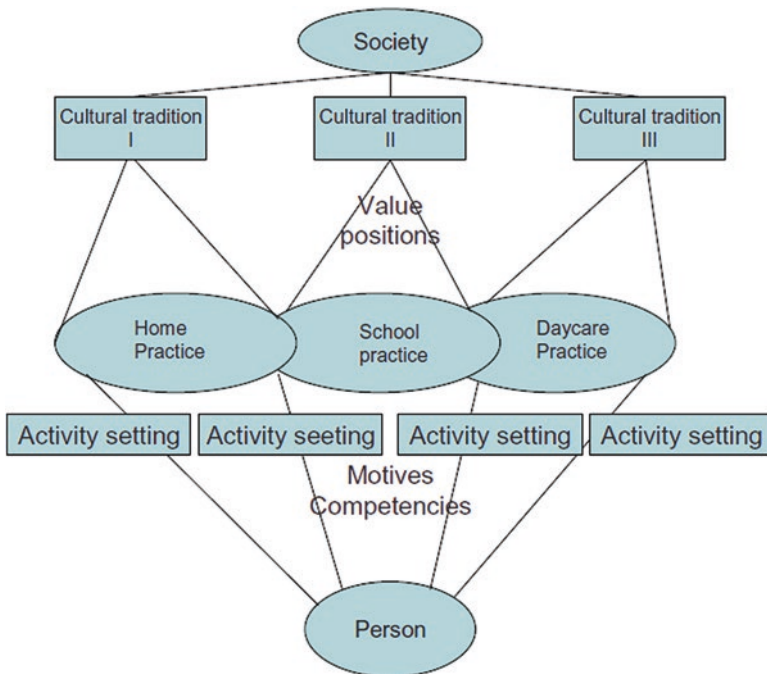 Society
Cultural tradition
I
Cultural tradition
II
Cultural tradition
III
Value
positions
Home
Practice
School
practice
Daycare
Practice
Activity setting
Activity seeting
Activity setting
Activity setting
Motives
Competencies
Person